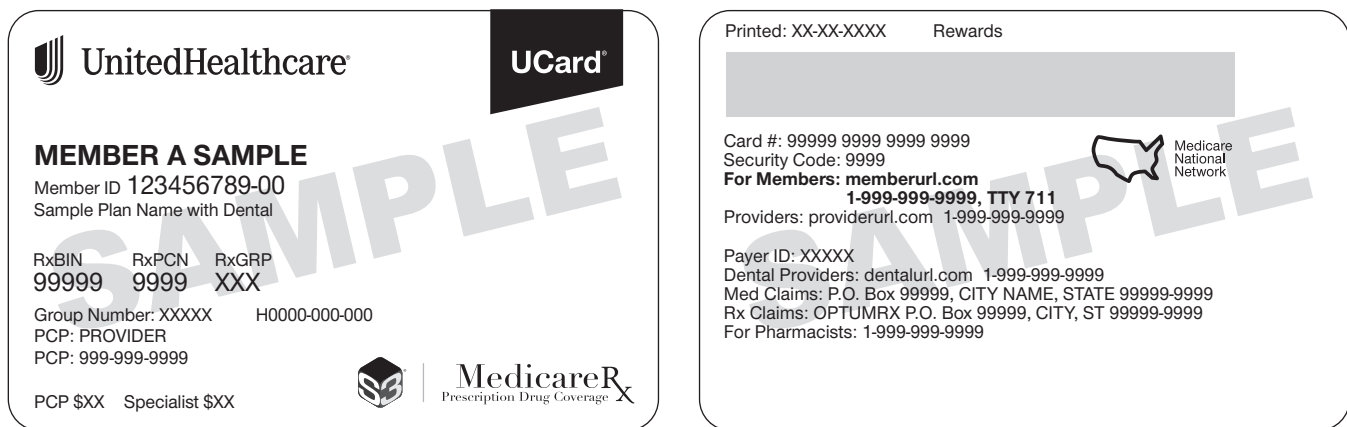 UnitedHealthcare®
UCard®
SAMPLE
MEMBER A SAMPLE
Member ID 123456789-00
Sample Plan Name with Dental
RxBIN RxPCN RxGRP
99999 9999 XXX
Group Number: XXXXX H0000-000-000
PCP: PROVIDER
PCP: 999-999-9999
PCP $XX Specialist $XX
S3
MedicareRx
Prescription Drug Coverage
Printed: XX-XX-XXXX Rewards
SAMPLE
Card #: 99999 9999 9999 9999
Security Code: 9999
For Members: memberurl.com
1-999-999-9999, TTY 711
Providers: providerurl.com 1-999-999-9999
Medicare
National
Network
Payer ID: XXXXX
Dental Providers: dentalurl.com 1-999-999-9999
Med Claims: P.O. Box 99999, CITY NAME, STATE 99999-9999
Rx Claims: OPTUMRX P.O. Box 99999, CITY, ST 99999-9999
For Pharmacists: 1-999-999-9999